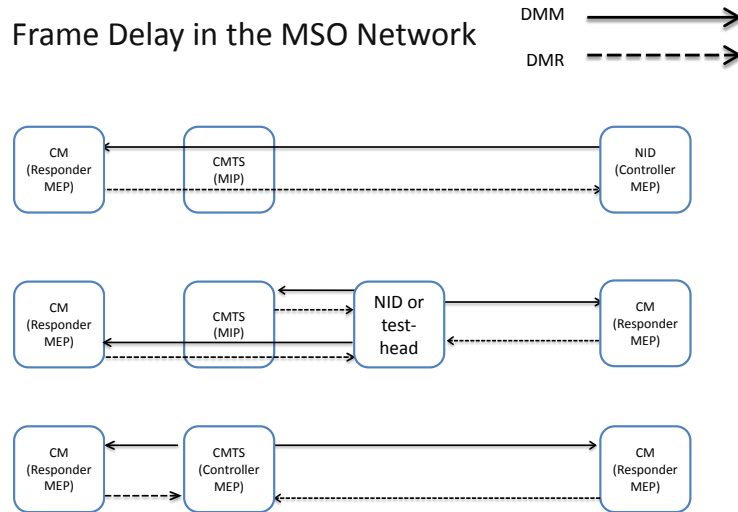 Frame Delay in the MSO Network
DMM
DMR
CM
(Responder
MEP)
CMTS
(MIP)
NID
(Controller
MEP)
CM
(Responder
MEP)
CMTS
(MIP)
NID or
test-
head
CM
(Responder
MEP)
CM
(Responder
MEP)
CMTS
(Controller
MEP)
CM
(Responder
MEP)